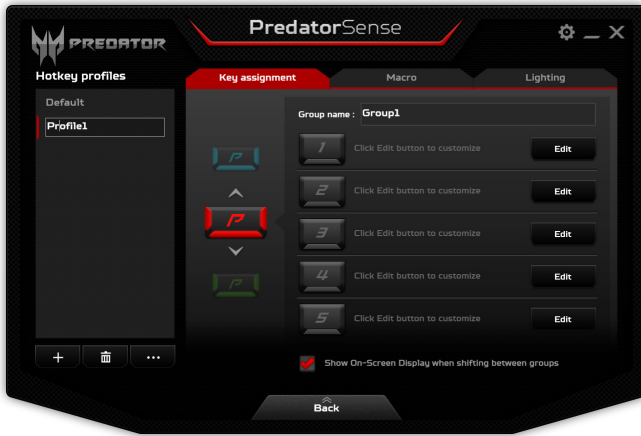 PredatorSense
PREDATOR
Hotkey profiles
Default
Profile1
Key assignment
Macro
Lighting
Group name : Group1
1 Click Edit button to customize Edit
2 Click Edit button to customize Edit
3 Click Edit button to customize Edit
4 Click Edit button to customize Edit
5 Click Edit button to customize Edit
P
P
P
Show On-Screen Display when shifting between groups
Back